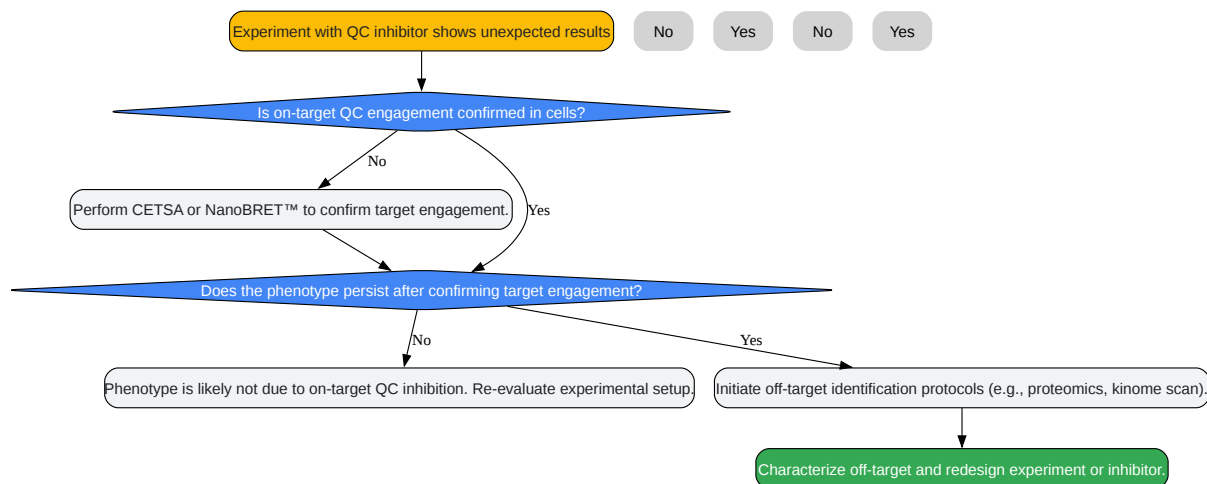 Experiment with QC inhibitor shows unexpected results
No
Yes
No
Yes
Is on-target QC engagement confirmed in cells?
No
Perform CETSA or NanoBRET™ to confirm target engagement.
Yes
Does the phenotype persist after confirming target engagement?
No
Yes
Phenotype is likely not due to on-target QC inhibition. Re-evaluate experimental setup.
Initiate off-target identification protocols (e.g., proteomics, kinome scan).
Characterize off-target and redesign experiment or inhibitor.